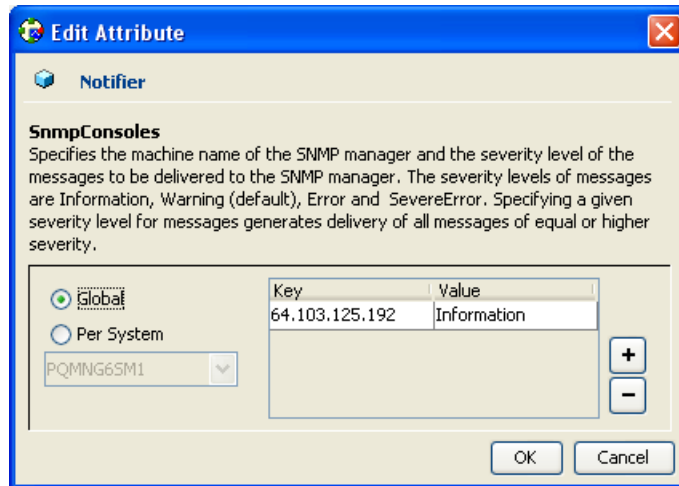 Edit Attribute
Notifier
SnmpConsoles
Specifies the machine name of the SNMP manager and the severity level of the
messages to be delivered to the SNMP manager. The severity levels of messages
are Information, Warning (default), Error and  SevereError. Specifying a given
severity level for messages generates delivery of all messages of equal or higher
severity.
Global
Per System
PQMNG6SM1
Key Value
64.103.125.192 Information
+
−
OK Cancel